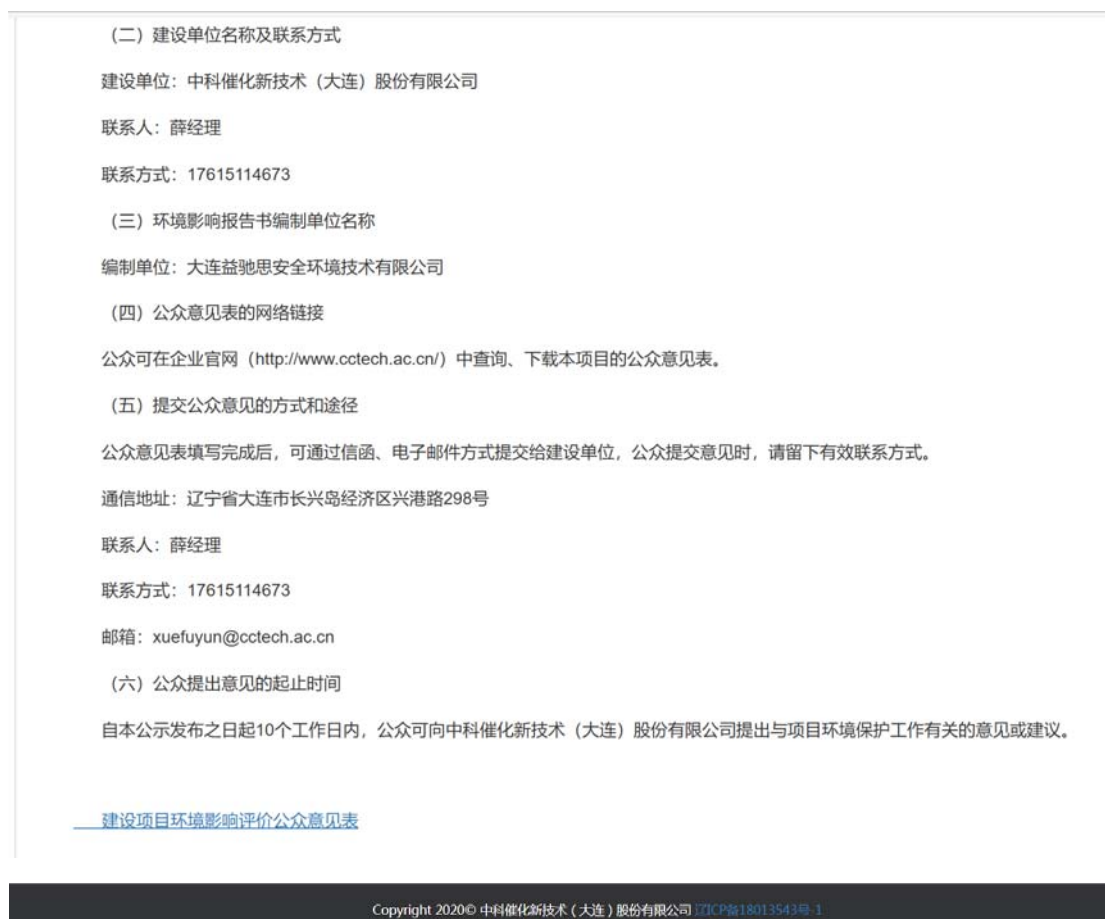 （二）建设单位名称及联系方式
建设单位：中科催化新技术（大连）股份有限公司
联系人：薛经理
联系方式：17615114673
（三）环境影响报告书编制单位名称
编制单位：大连益驰思安全环境技术有限公司
（四）公众意见表的网络链接
公众可在企业官网（http://www.cctech.ac.cn/）中查询、下载本项目的公众意见表。
（五）提交公众意见的方式和途径
公众意见表填写完成后，可通过信函、电子邮件方式提交给建设单位，公众提交意见时，请留下有效联系方式。
通信地址：辽宁省大连市长兴岛经济区兴港路298号
联系人：薛经理
联系方式：17615114673
邮箱：xuefuyun@cctech.ac.cn
（六）公众提出意见的起止时间
自本公示发布之日起10个工作日内，公众可向中科催化新技术（大连）股份有限公司提出与项目环境保护工作有关的意见或建议。
建设项目环境影响评价公众意见表
Copyright 2020© 中科催化新技术（大连）股份有限公司 辽ICP备18013543号-1